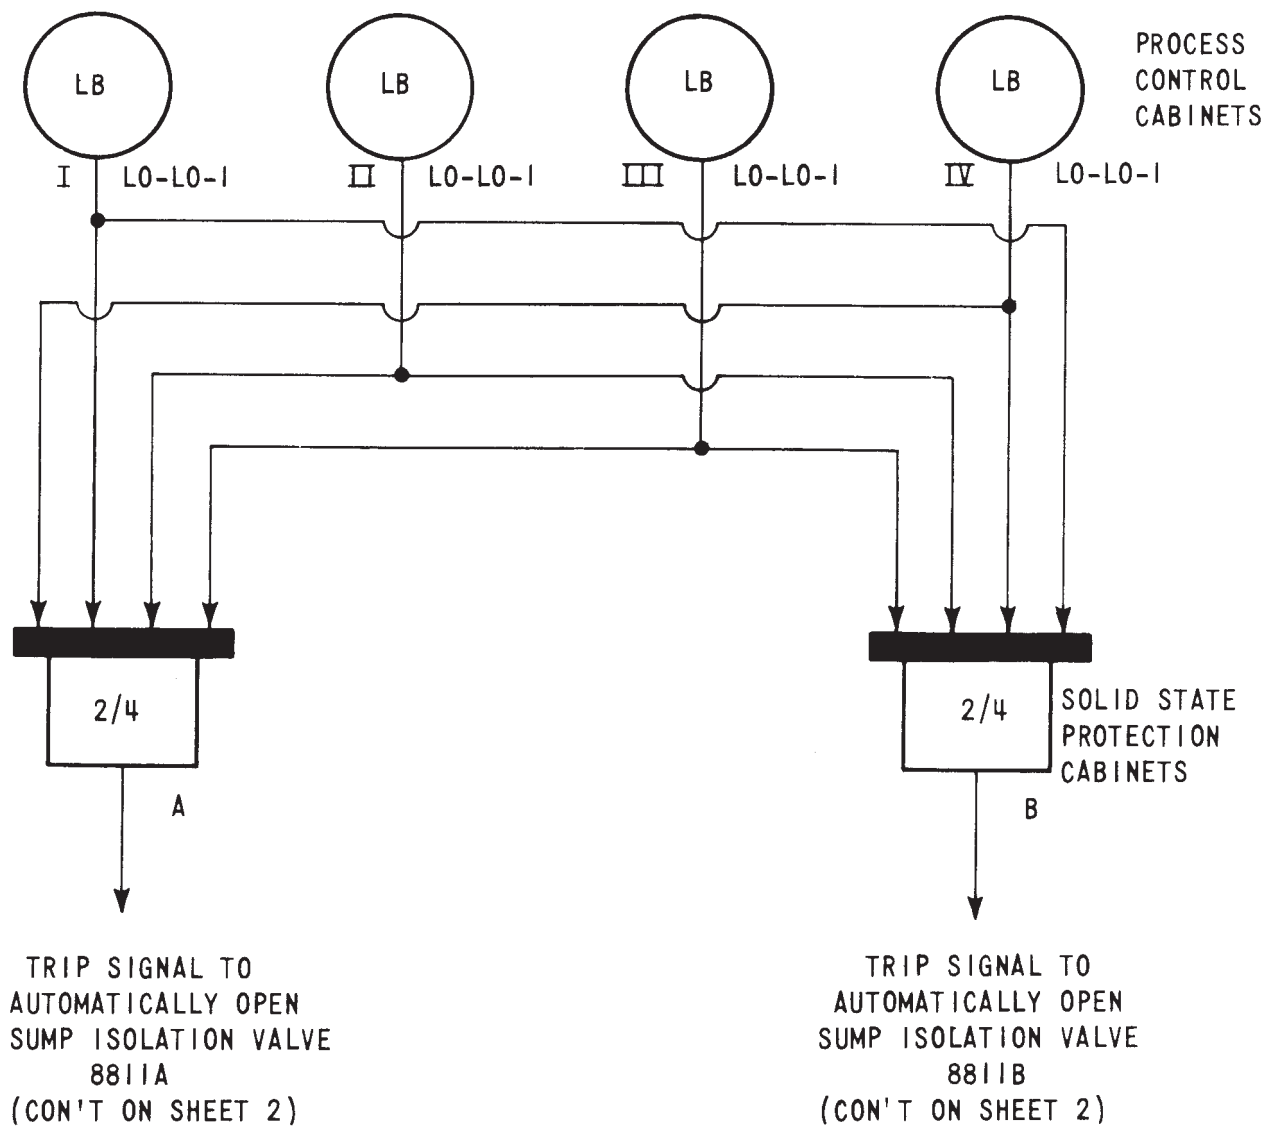 LB LB LB LB
PROCESS
CONTROL
CABINETS
I LO-LO-1 II LO-LO-1 III LO-LO-1 IV LO-LO-1
2/4
2/4
SOLID STATE
PROTECTION
CABINETS
A
B
TRIP SIGNAL TO
AUTOMATICALLY OPEN
SUMP ISOLATION VALVE
8811A
(CON'T ON SHEET 2)
TRIP SIGNAL TO
AUTOMATICALLY OPEN
SUMP ISOLATION VALVE
8811B
(CON'T ON SHEET 2)